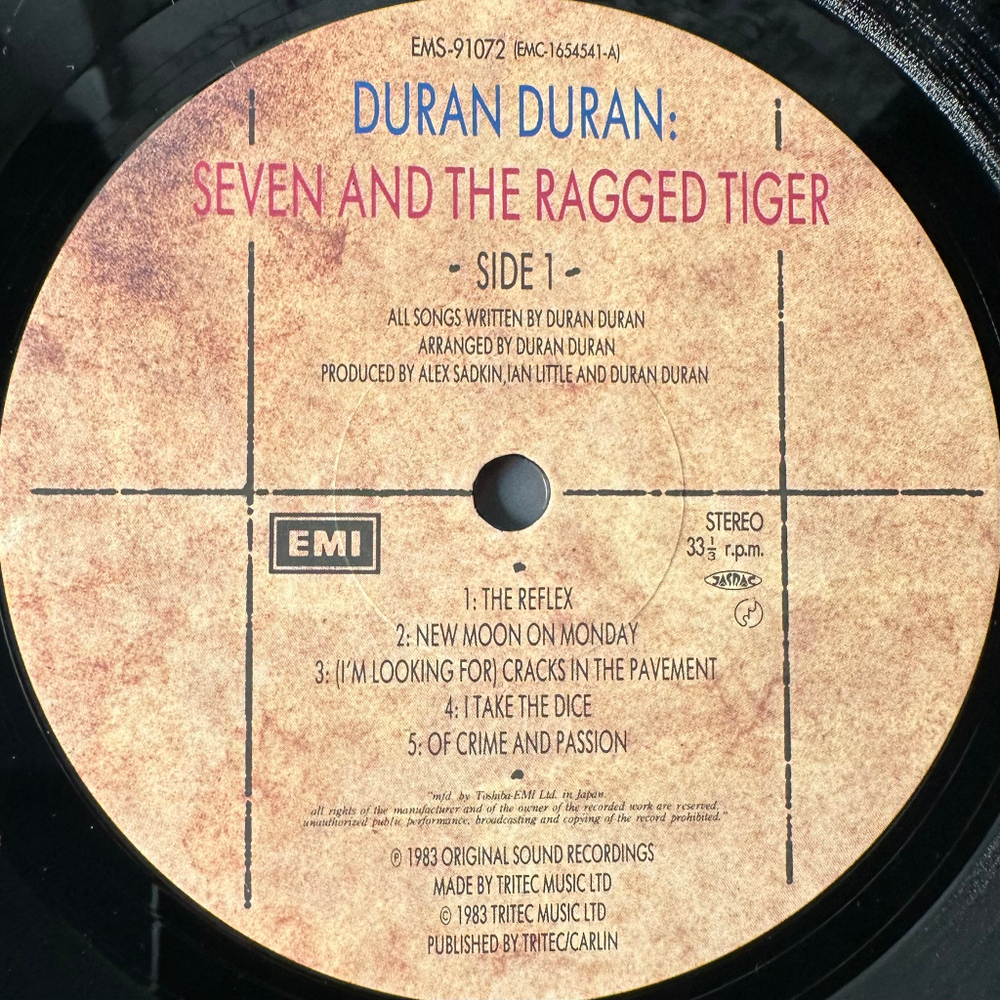 EMS-91072 (EMC-1654541-A)
DURAN DURAN:
SEVEN AND THE RAGGED TIGER
- SIDE 1 -
ALL SONGS WRITTEN BY DURAN DURAN
ARRANGED BY DURAN DURAN
PRODUCED BY ALEX SADKIN, IAN LITTLE AND DURAN DURAN
EMI
STEREO
33 1/3 r.p.m.
JASRAC
1: THE REFLEX
2: NEW MOON ON MONDAY
3: (I'M LOOKING FOR) CRACKS IN THE PAVEMENT
4: I TAKE THE DICE
5: OF CRIME AND PASSION
"mfd. by Toshiba-EMI Ltd. in Japan.
all rights of the manufacturer and of the owner of the recorded work are reserved.
unauthorized public performance, broadcasting and copying of the record prohibited."
℗ 1983 ORIGINAL SOUND RECORDINGS
MADE BY TRITEC MUSIC LTD
© 1983 TRITEC MUSIC LTD
PUBLISHED BY TRITEC/CARLIN